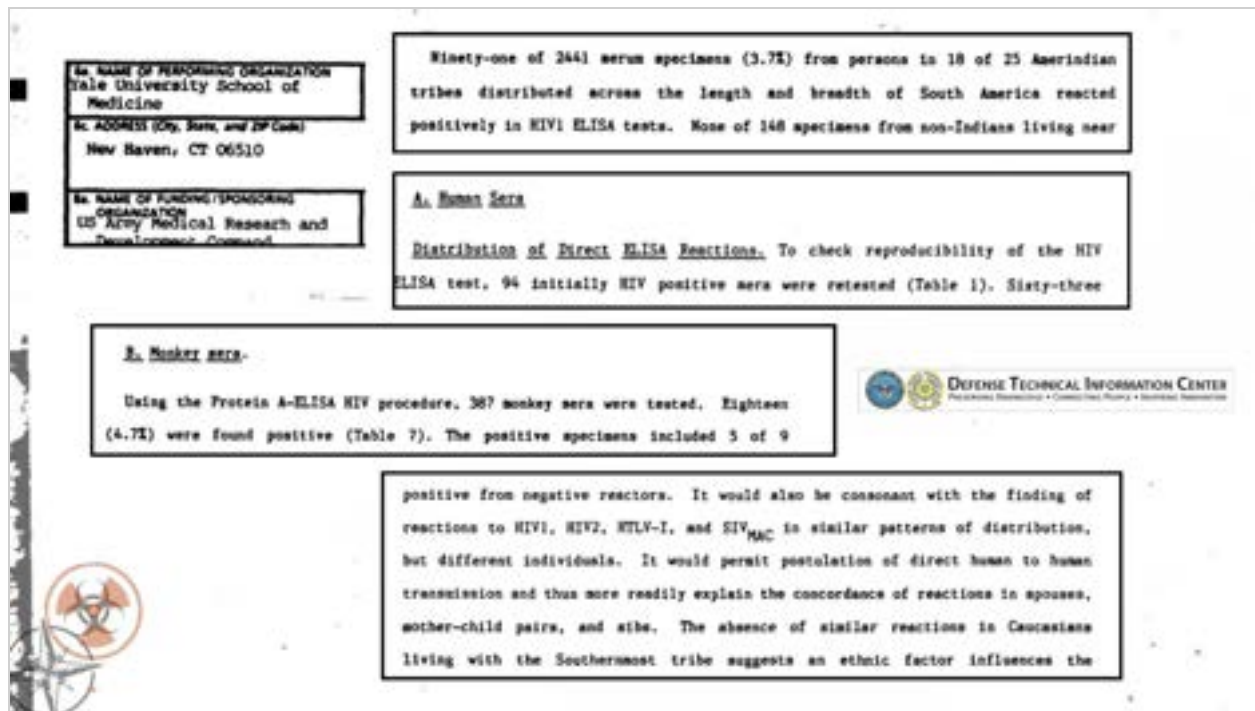 6a. NAME OF PERFORMING ORGANIZATION
Yale University School of
Medicine
6c. ADDRESS (City, State, and ZIP Code)
New Haven, CT 06510
8a. NAME OF FUNDING/SPONSORING
ORGANIZATION
US Army Medical Research and
Development Command
Ninety-one of 2441 serum specimens (3.7%) from persons in 18 of 25 Amerindian
tribes distributed across the length and breadth of South America reacted
positively in HIV1 ELISA tests. None of 148 specimens from non-Indians living near
A. Human Sera
Distribution of Direct ELISA Reactions. To check reproducibility of the HIV
ELISA test, 94 initially HIV positive sera were retested (Table 1). Sixty-three
B. Monkey sera.
Using the Protein A-ELISA HIV procedure, 387 monkey sera were tested. Eighteen
(4.7%) were found positive (Table 7). The positive specimens included 5 of 9
DEFENSE TECHNICAL INFORMATION CENTER
PRESERVING KNOWLEDGE • CONNECTING PEOPLE • INSPIRING INNOVATION
positive from negative reactors. It would also be consonant with the finding of
reactions to HIV1, HIV2, HTLV-I, and SIVMAC in similar patterns of distribution,
but different individuals. It would permit postulation of direct human to human
transmission and thus more readily explain the concordance of reactions in spouses,
mother-child pairs, and sibs. The absence of similar reactions in Caucasians
living with the Southernmost tribe suggests an ethnic factor influences the